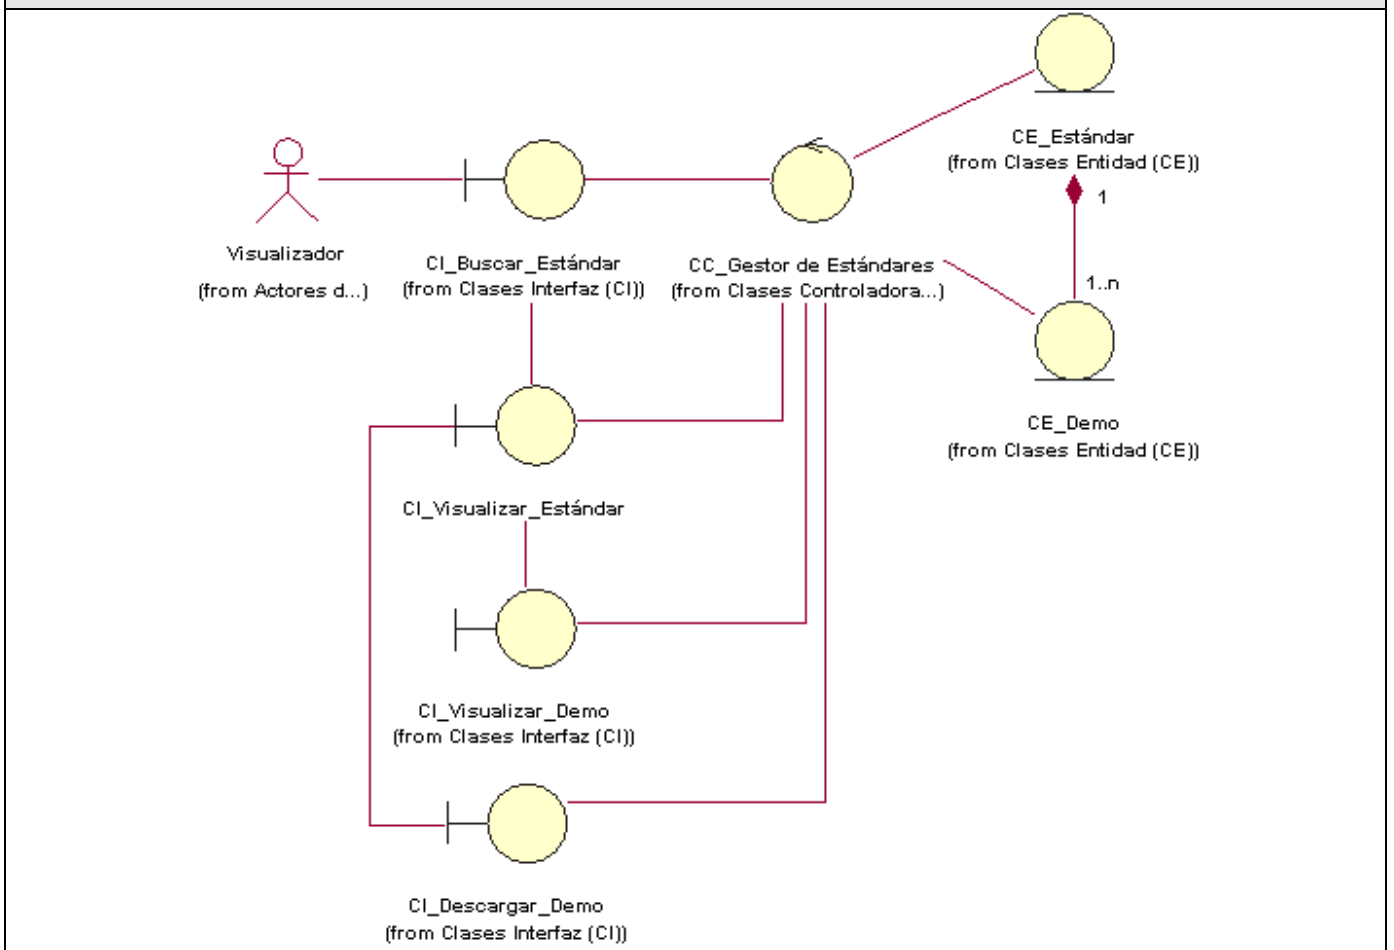 CE_Estándar
(from Clases Entidad (CE))
1
1..n
Visualizador
(from Actores d...)
CI_Buscar_Estándar
(from Clases Interfaz (CI))
CC_Gestor de Estándares
(from Clases Controladora...)
CE_Demo
(from Clases Entidad (CE))
CI_Visualizar_Estándar
CI_Visualizar_Demo
(from Clases Interfaz (CI))
CI_Descargar_Demo
(from Clases Interfaz (CI))